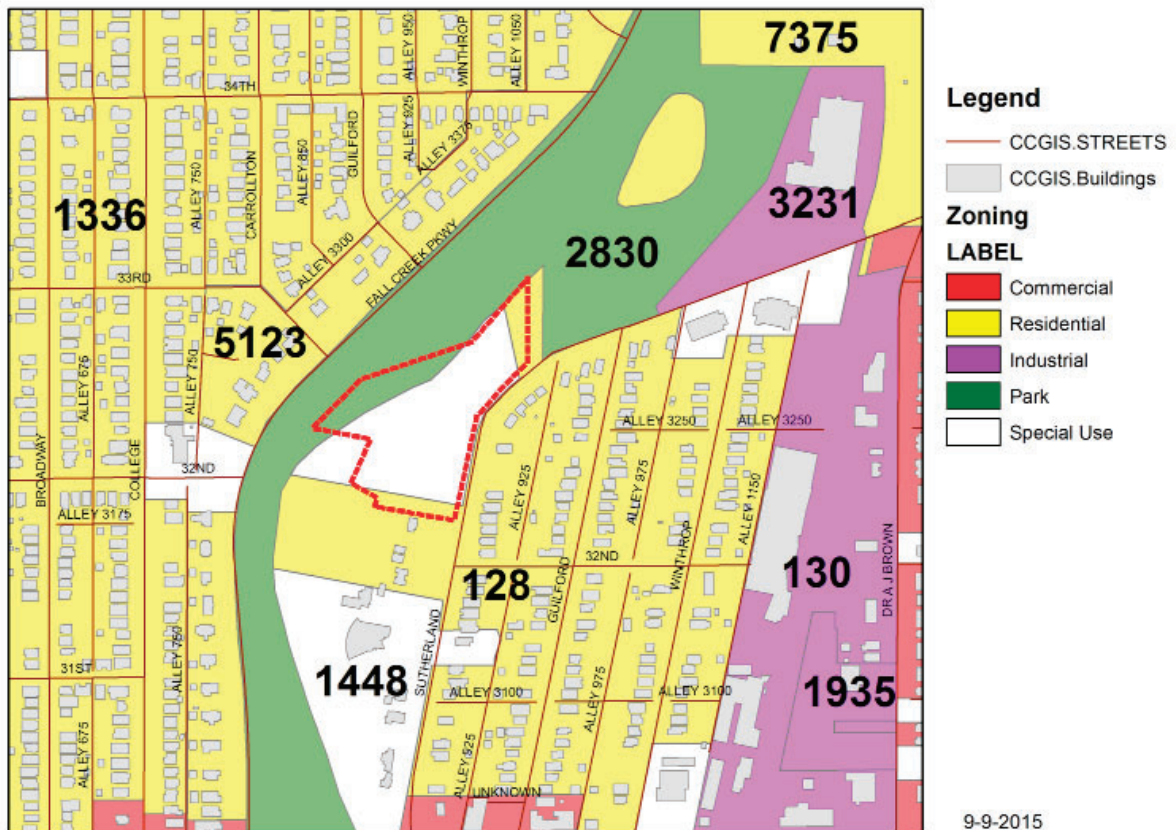 7375
ALLEY 950
WINTHROP
ALLEY 1050
34TH
ALLEY 925
GUILFORD
ALLEY 3375
ALLEY 850
ALLEY 750
CARROLLTON
1336
3231
2830
ALLEY 3300
FALL CREEK PKWY
33RD
5123
ALLEY 675
ALLEY 750
ALLEY 3250
ALLEY 3250
BROADWAY
COLLEGE
32ND
ALLEY 925
ALLEY 975
ALLEY 1150
ALLEY 3175
32ND
WINTHROP
128
GUILFORD
130
DR A J BROWN
ALLEY 750
SUTHERLAND
31ST
1448
1935
ALLEY 3100
ALLEY 3100
ALLEY 975
ALLEY 675
ALLEY 925
UNKNOWN
Legend
CCGIS.STREETS
CCGIS.Buildings
Zoning
LABEL
Commercial
Residential
Industrial
Park
Special Use
9-9-2015